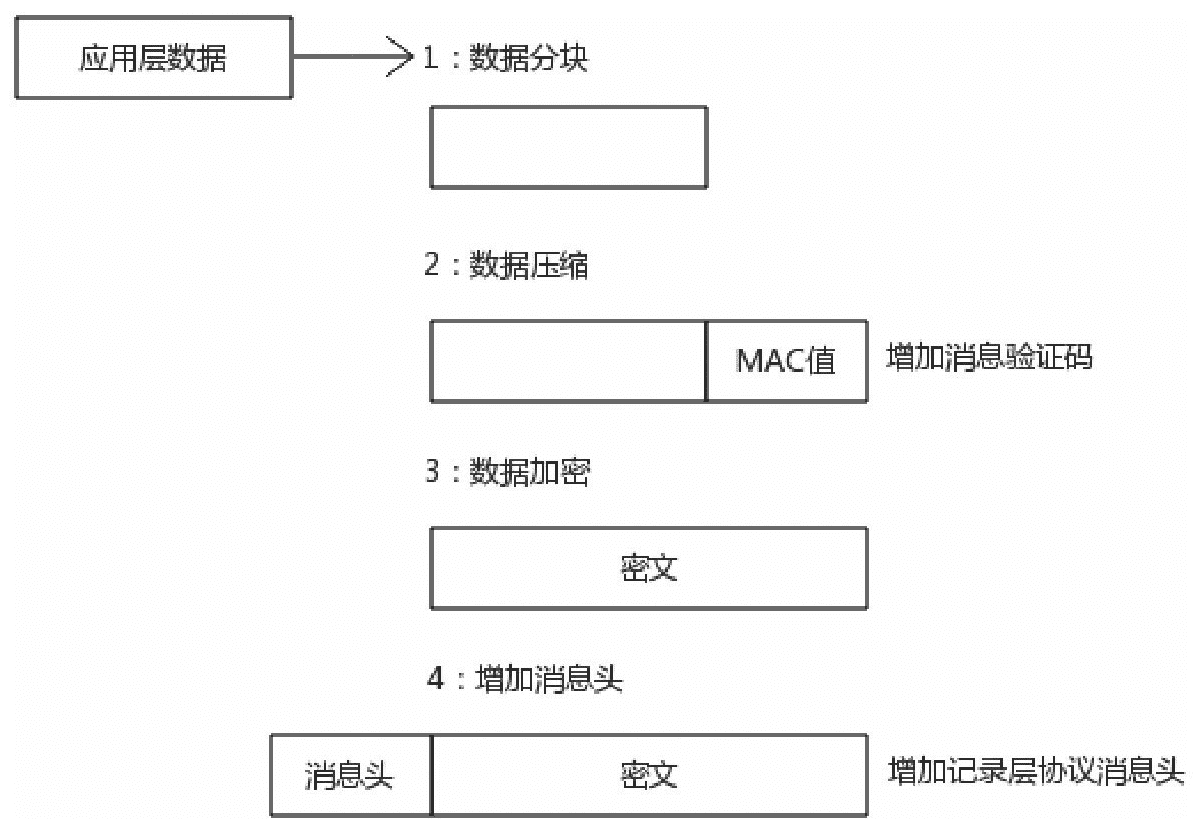 应用层数据
1：数据分块
2：数据压缩
MAC值
增加消息验证码
3：数据加密
密文
4：增加消息头
消息头
密文
增加记录层协议消息头